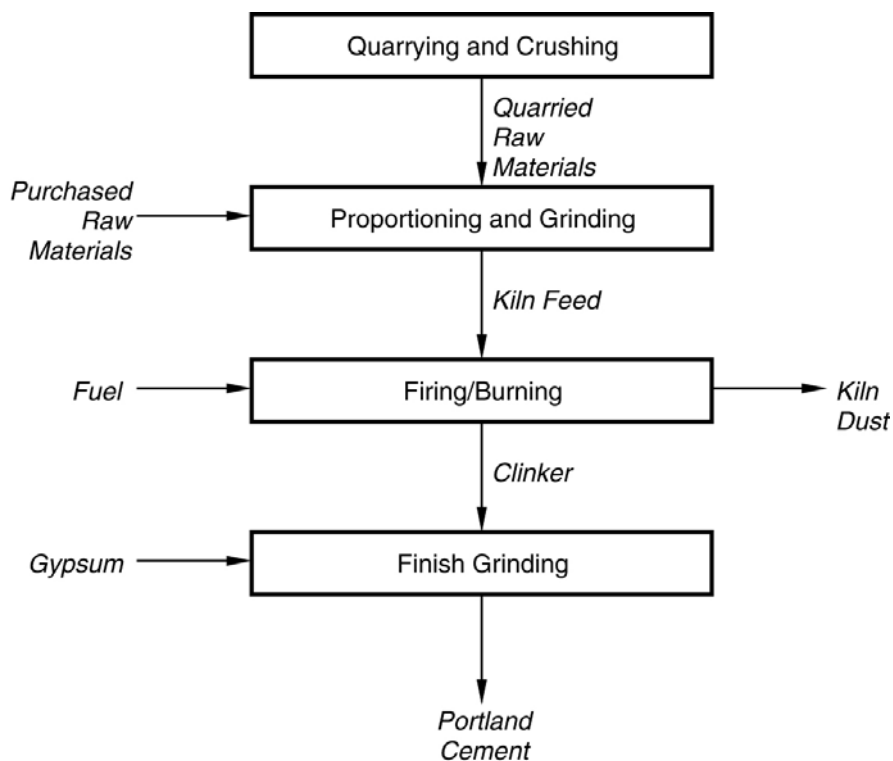 Quarrying and Crushing
Quarried
Raw
Materials
Purchased
Raw
Materials
Proportioning and Grinding
Kiln Feed
Fuel
Firing/Burning
Kiln
Dust
Clinker
Gypsum
Finish Grinding
Portland
Cement